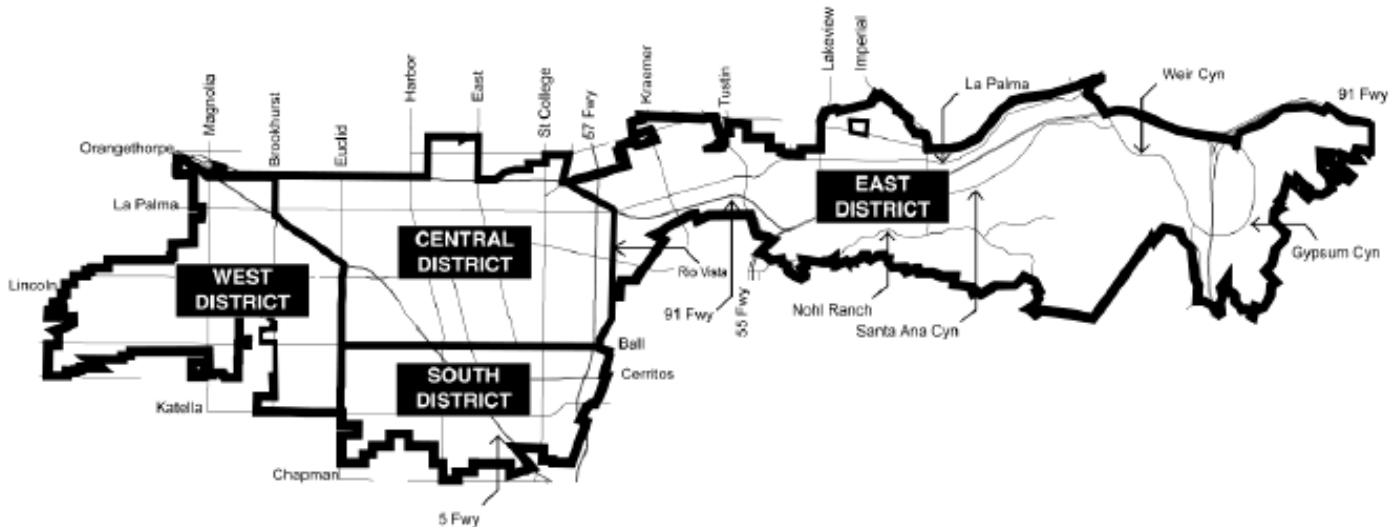 Orangethorpe
Magnolia
Brookhurst
Euclid
Harbor
East
St College
57 Fwy
Kraemer
Tustin
Lakeview
Imperial
La Palma
Weir Cyn
91 Fwy
La Palma
Lincoln
WEST
DISTRICT
CENTRAL
DISTRICT
EAST
DISTRICT
Rio Vista
91 Fwy
55 Fwy
Nohl Ranch
Santa Ana Cyn
Gypsum Cyn
Ball
Cerritos
SOUTH
DISTRICT
Katella
Chapman
5 Fwy